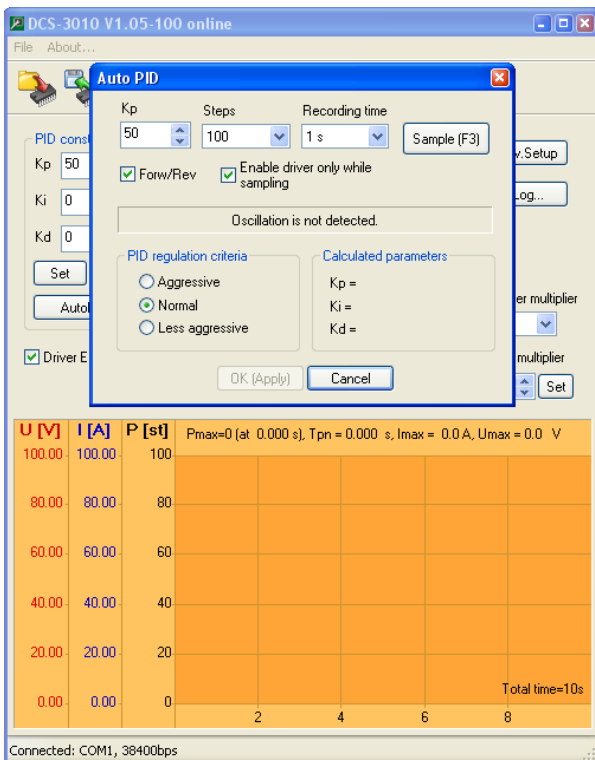 DCS-3010 V1.05-100 online
File About...
Auto PID
Kp Steps Recording time
50 100 1 s Sample (F3)
Forw/Rev Enable driver only while
sampling
Oscillation is not detected.
PID regulation criteria Calculated parameters
Aggressive Kp =
Normal Ki =
Less aggressive Kd =
OK (Apply) Cancel
Kp 50
Ki 0
Kd 0
Set
Driver E
v.Setup
og...
er multiplier
multiplier
Set
U [V] I [A] P [st] Pmax=0 (at 0.000 s), Tpn = 0.000 s, Imax = 0.0 A, Umax = 0.0 V
100.00 100.00 100
80.00 80.00 80
60.00 60.00 60
40.00 40.00 40
20.00 20.00 20
Total time=10s
0.00 0.00 0
2 4 6 8
Connected: COM1, 38400bps